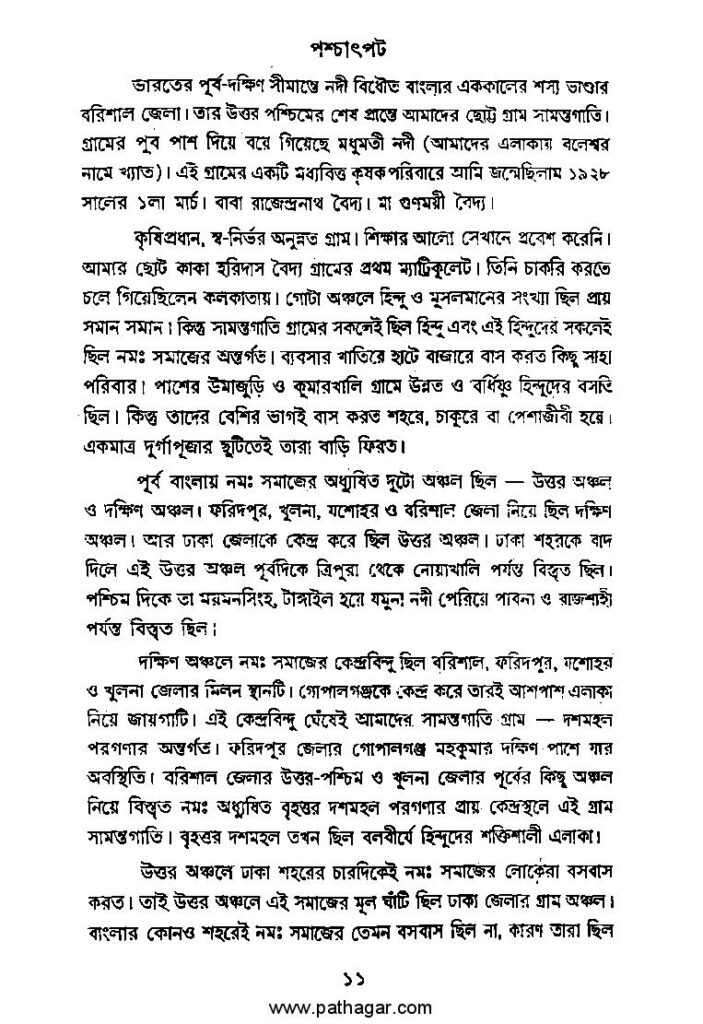 পশ্চাৎপট
ভারতের পূর্ব-দক্ষিণ সীমান্তে নদী বিধৌত বাংলার এককালের শস্য ভাণ্ডার
বরিশাল জেলা। তার উত্তর পশ্চিমের শেষ প্রান্তে আমাদের ছোট্ট গ্রাম সামন্তগাতি।
গ্রামের পূব পাশ দিয়ে বয়ে গিয়েছে মধুমতী নদী (আমাদের এলাকায় বলেশ্বর
নামে খ্যাত)। এই গ্রামের একটি মধ্যবিত্ত কৃষক পরিবারে আমি জন্মেছিলাম ১৯২৮
সালের ১লা মার্চ। বাবা রাজেন্দ্রনাথ বৈদ্য। মা গুণময়ী বৈদ্য।
কৃষিপ্রধান, স্ব-নির্ভর অনুন্নত গ্রাম। শিক্ষার আলো সেখানে প্রবেশ করেনি।
আমার ছোট কাকা হরিদাস বৈদ্য গ্রামের প্রথম ম্যাট্রিকুলেট। তিনি চাকরি করতে
চলে গিয়েছিলেন কলকাতায়। গোটা অঞ্চলে হিন্দু ও মুসলমানের সংখ্যা ছিল প্রায়
সমান সমান। কিন্তু সামন্তগাতি গ্রামের সকলেই ছিল হিন্দু এবং এই হিন্দুদের সকলেই
ছিল নমঃ সমাজের অন্তর্গত। ব্যবসার খাতিরে হাটে বাজারে বাস করত কিছু সাহা
পরিবার। পাশের উমাজুড়ি ও কুমারখালি গ্রামে উন্নত ও বর্ধিষ্ণু হিন্দুদের বসতি
ছিল। কিন্তু তাদের বেশির ভাগই বাস করত শহরে, চাকুরে বা পেশাজীবী হয়ে।
একমাত্র দুর্গাপূজার ছুটিতেই তারা বাড়ি ফিরত।
পূর্ব বাংলায় নমঃ সমাজের অধ্যুষিত দুটো অঞ্চল ছিল — উত্তর অঞ্চল
ও দক্ষিণ অঞ্চল। ফরিদপুর, খুলনা, যশোহর ও বরিশাল জেলা নিয়ে ছিল দক্ষিণ
অঞ্চল। আর ঢাকা জেলাকে কেন্দ্র করে ছিল উত্তর অঞ্চল। ঢাকা শহরকে বাদ
দিলে এই উত্তর অঞ্চল পূর্বদিকে ত্রিপুরা থেকে নোয়াখালি পর্যন্ত বিস্তৃত ছিল।
পশ্চিম দিকে তা ময়মনসিংহ, টাঙ্গাইল হয়ে যমুনা নদী পেরিয়ে পাবনা ও রাজশাহী
পর্যন্ত বিস্তৃত ছিল।
দক্ষিণ অঞ্চলে নমঃ সমাজের কেন্দ্রবিন্দু ছিল বরিশাল, ফরিদপুর, যশোহর
ও খুলনা জেলার মিলন স্থানটি। গোপালগঞ্জকে কেন্দ্র করে তারই আশপাশ এলাকা
নিয়ে জায়গাটি। এই কেন্দ্রবিন্দু ঘেঁষেই আমাদের সামন্তগাতি গ্রাম — দশমহল
পরগণার অন্তর্গত। ফরিদপুর জেলার গোপালগঞ্জ মহকুমার দক্ষিণ পাশে যার
অবস্থিতি। বরিশাল জেলার উত্তর-পশ্চিম ও খুলনা জেলার পূর্বের কিছু অঞ্চল
নিয়ে বিস্তৃত নমঃ অধ্যুষিত বৃহত্তর দশমহল পরগণার প্রায় কেন্দ্রস্থলে এই গ্রাম
সামন্তগাতি। বৃহত্তর দশমহল তখন ছিল বলবীর্যে হিন্দুদের শক্তিশালী এলাকা।
উত্তর অঞ্চলে ঢাকা শহরের চারদিকেই নমঃ সমাজের লোকেরা বসবাস
করত। তাই উত্তর অঞ্চলে এই সমাজের মূল ঘাঁটি ছিল ঢাকা জেলার গ্রাম অঞ্চল।
বাংলার কোনও শহরেই নমঃ সমাজের তেমন বসবাস ছিল না, কারণ তারা ছিল
১১
www.pathagar.com